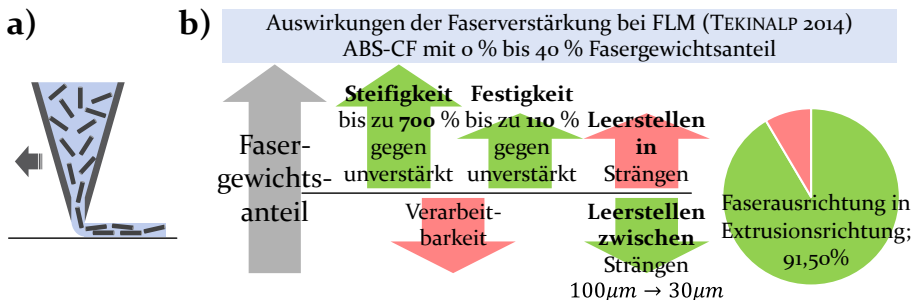 a)
b)
Auswirkungen der Faserverstärkung bei FLM (TEKINALP 2014)
ABS-CF mit 0 % bis 40 % Fasergewichtsanteil
Faser-
gewichts-
anteil
Steifigkeit
bis zu 700 %
gegen
unverstärkt
Festigkeit
bis zu 110 %
gegen
unverstärkt
Leerstellen
in
Strängen
Verarbeit-
barkeit
Leerstellen
zwischen
Strängen
100μm → 30μm
Faserausrichtung in
Extrusionsrichtung;
91,50%